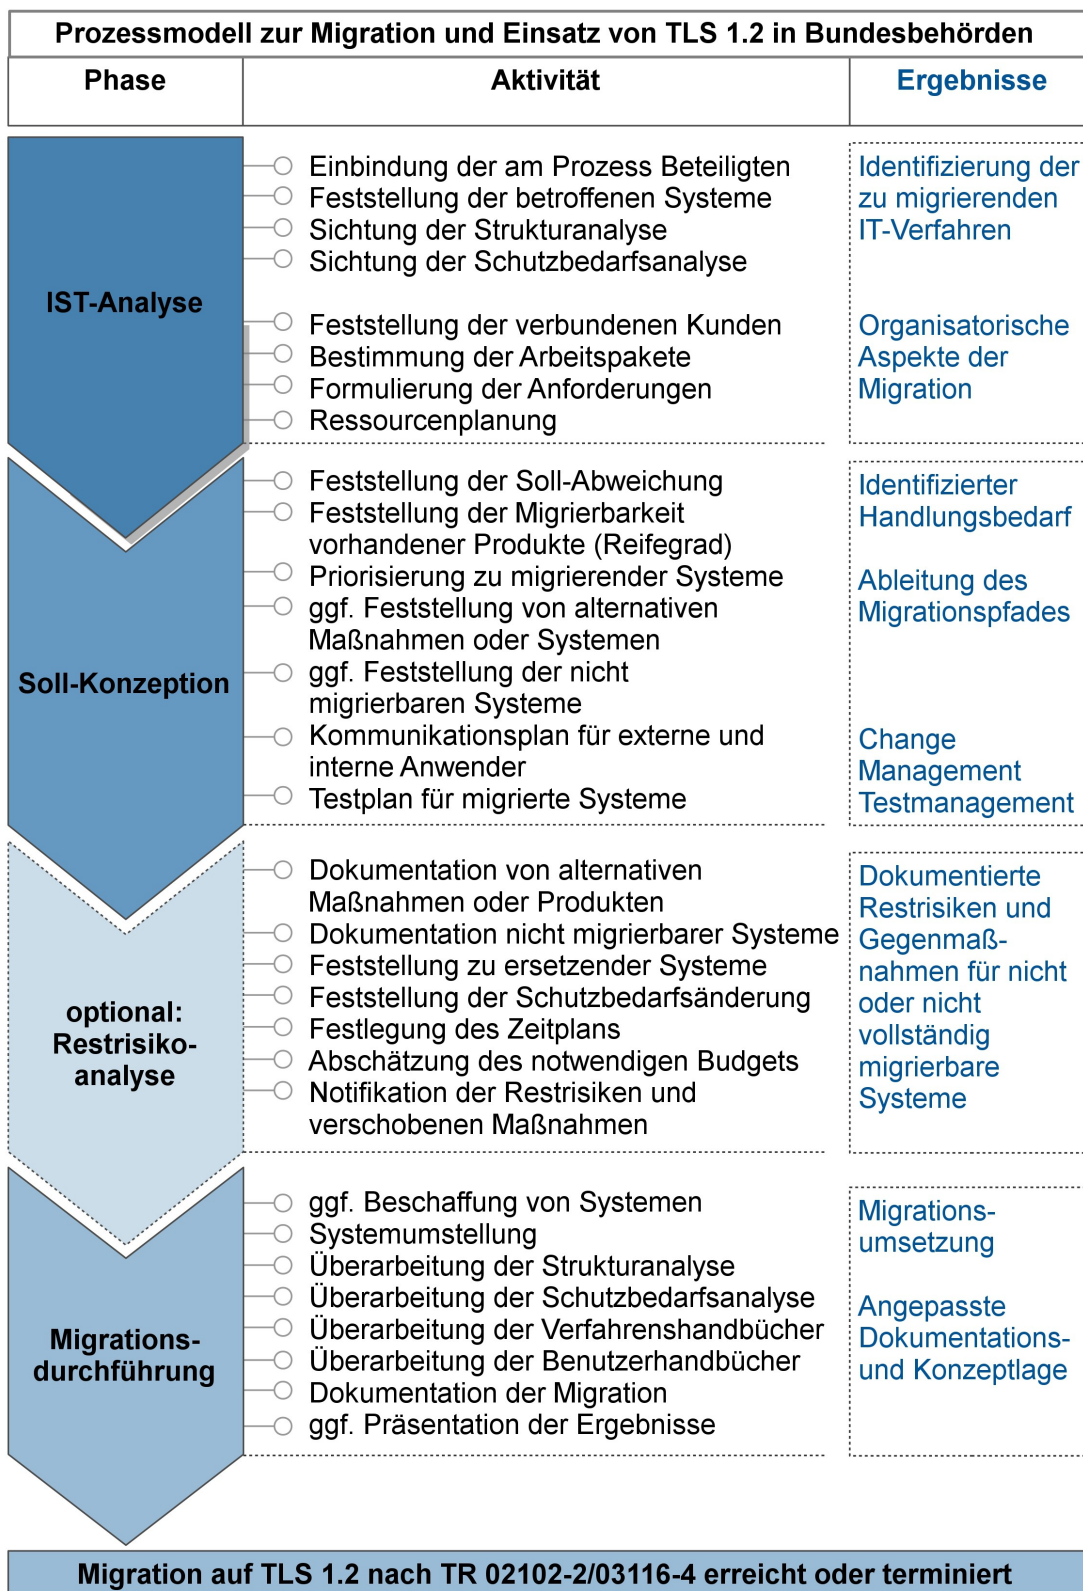 Prozessmodell zur Migration und Einsatz von TLS 1.2 in Bundesbehörden
Phase
Aktivität
Ergebnisse
IST-Analyse
Einbindung der am Prozess Beteiligten
Feststellung der betroffenen Systeme
Sichtung der Strukturanalyse
Sichtung der Schutzbedarfsanalyse
Feststellung der verbundenen Kunden
Bestimmung der Arbeitspakete
Formulierung der Anforderungen
Ressourcenplanung
Identifizierung der
zu migrierenden
IT-Verfahren
Organisatorische
Aspekte der
Migration
Soll-Konzeption
Feststellung der Soll-Abweichung
Feststellung der Migrierbarkeit
vorhandener Produkte (Reifegrad)
Priorisierung zu migrierender Systeme
ggf. Feststellung von alternativen
Maßnahmen oder Systemen
ggf. Feststellung der nicht
migrierbaren Systeme
Kommunikationsplan für externe und
interne Anwender
Testplan für migrierte Systeme
Identifizierter
Handlungsbedarf
Ableitung des
Migrationspfades
Change
Management
Testmanagement
optional:
Restrisiko-
analyse
Dokumentation von alternativen
Maßnahmen oder Produkten
Dokumentation nicht migrierbarer Systeme
Feststellung zu ersetzender Systeme
Feststellung der Schutzbedarfsänderung
Festlegung des Zeitplans
Abschätzung des notwendigen Budgets
Notifikation der Restrisiken und
verschobenen Maßnahmen
Dokumentierte
Restrisiken und
Gegenmaß-
nahmen für nicht
oder nicht
vollständig
migrierbare
Systeme
Migrations-
durchführung
ggf. Beschaffung von Systemen
Systemumstellung
Überarbeitung der Strukturanalyse
Überarbeitung der Schutzbedarfsanalyse
Überarbeitung der Verfahrenshandbücher
Überarbeitung der Benutzerhandbücher
Dokumentation der Migration
ggf. Präsentation der Ergebnisse
Migrations-
umsetzung
Angepasste
Dokumentations-
und Konzeptlage
Migration auf TLS 1.2 nach TR 02102-2/03116-4 erreicht oder terminiert